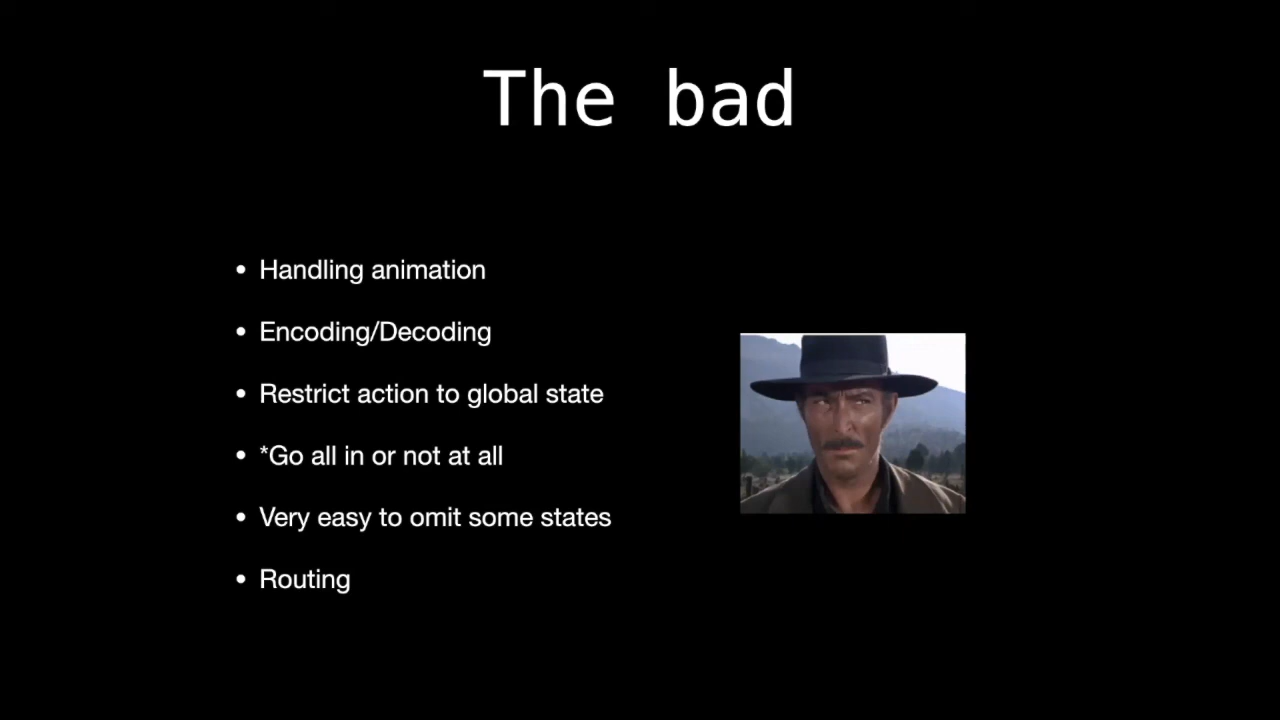 The bad
• Handling animation
• Encoding/Decoding
• Restrict action to global state
• *Go all in or not at all
• Very easy to omit some states
• Routing